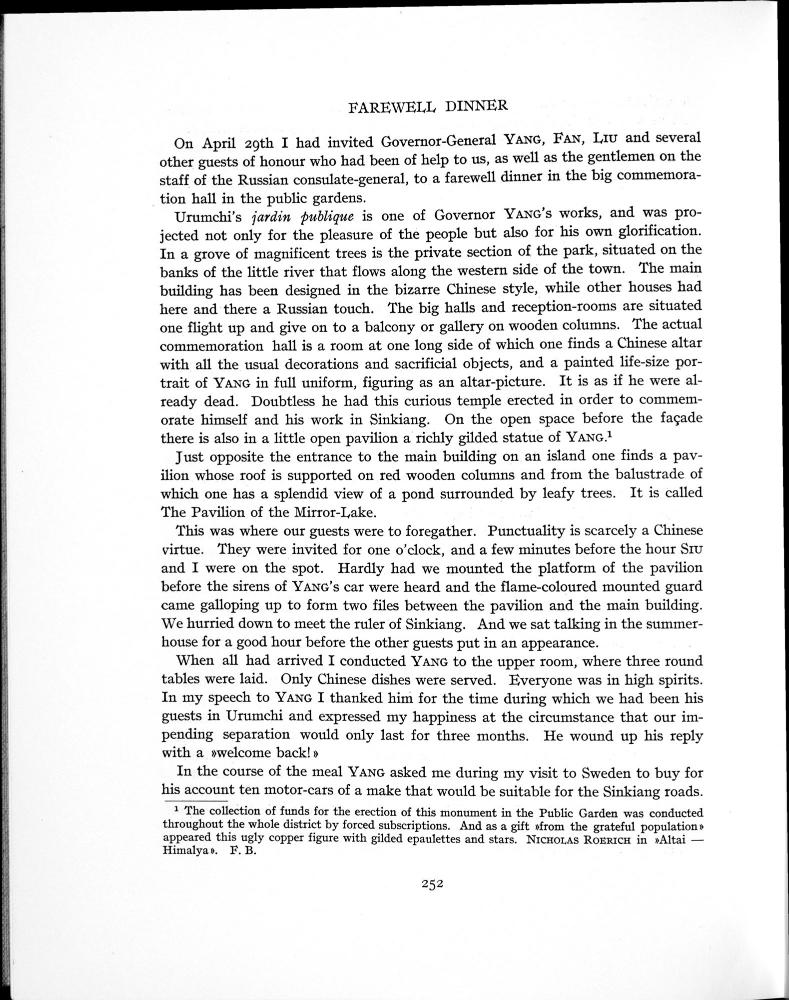 FAREWELL DINNER
On April 29th I had invited Governor-General YANG, FAN, LIU and several
other guests of honour who had been of help to us, as well as the gentlemen on the
staff of the Russian consulate-general, to a farewell dinner in the big commemora-
tion hall in the public gardens.
Urumchi's jardin publique is one of Governor YANG's works, and was pro-
jected not only for the pleasure of the people but also for his own glorification.
In a grove of magnificent trees is the private section of the park, situated on the
banks of the little river that flows along the western side of the town. The main
building has been designed in the bizarre Chinese style, while other houses had
here and there a Russian touch. The big halls and reception-rooms are situated
one flight up and give on to a balcony or gallery on wooden columns. The actual
commemoration hall is a room at one long side of which one finds a Chinese altar
with all the usual decorations and sacrificial objects, and a painted life-size por-
trait of YANG in full uniform, figuring as an altar-picture. It is as if he were al-
ready dead. Doubtless he had this curious temple erected in order to commem-
orate himself and his work in Sinkiang. On the open space before the façade
there is also in a little open pavilion a richly gilded statue of YANG.¹
Just opposite the entrance to the main building on an island one finds a pav-
ilion whose roof is supported on red wooden columns and from the balustrade of
which one has a splendid view of a pond surrounded by leafy trees. It is called
The Pavilion of the Mirror-Lake.
This was where our guests were to foregather. Punctuality is scarcely a Chinese
virtue. They were invited for one o'clock, and a few minutes before the hour SIU
and I were on the spot. Hardly had we mounted the platform of the pavilion
before the sirens of YANG's car were heard and the flame-coloured mounted guard
came galloping up to form two files between the pavilion and the main building.
We hurried down to meet the ruler of Sinkiang. And we sat talking in the summer-
house for a good hour before the other guests put in an appearance.
When all had arrived I conducted YANG to the upper room, where three round
tables were laid. Only Chinese dishes were served. Everyone was in high spirits.
In my speech to YANG I thanked him for the time during which we had been his
guests in Urumchi and expressed my happiness at the circumstance that our im-
pending separation would only last for three months. He wound up his reply
with a »welcome back!»
In the course of the meal YANG asked me during my visit to Sweden to buy for
his account ten motor-cars of a make that would be suitable for the Sinkiang roads.
¹ The collection of funds for the erection of this monument in the Public Garden was conducted
throughout the whole district by forced subscriptions. And as a gift »from the grateful population»
appeared this ugly copper figure with gilded epaulettes and stars. NICHOLAS ROERICH in »Altai —
Himalya». F. B.
252